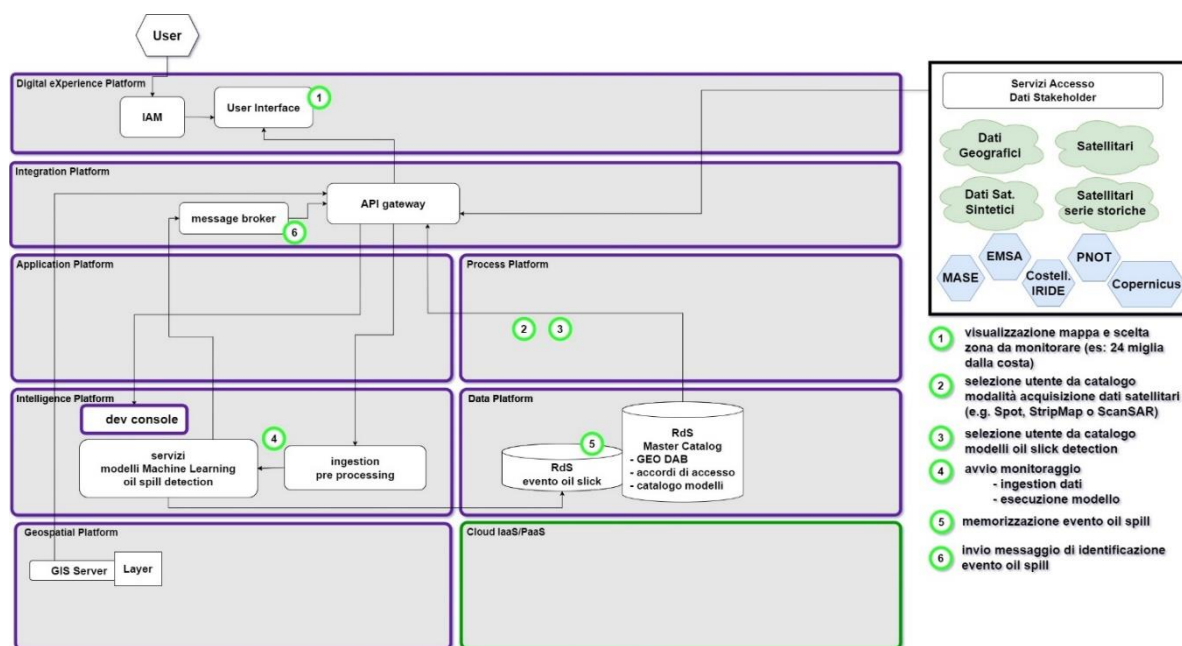 User
Digital eXperience Platform
IAM
User Interface
1
Integration Platform
message broker
6
API gateway
Application Platform
Process Platform
2
3
Intelligence Platform
dev console
servizi
modelli Machine Learning
oil spill detection
4
ingestion
pre processing
Data Platform
5
RdS
evento oil slick
RdS
Master Catalog
- GEO DAB
- accordi di accesso
- catalogo modelli
Geospatial Platform
GIS Server
Layer
Cloud IaaS/PaaS
Servizi Accesso
Dati Stakeholder
Dati
Geografici
Satellitari
Dati Sat.
Sintetici
Satellitari
serie storiche
MASE
EMSA
Costell.
IRIDE
PNOT
Copernicus
1
visualizzazione mappa e scelta
zona da monitorare (es: 24 miglia
dalla costa)
2
selezione utente da catalogo
modalità acquisizione dati satellitari
(e.g. Spot, StripMap o ScanSAR)
3
selezione utente da catalogo
modelli oil slick detection
4
avvio monitoraggio
- ingestion dati
- esecuzione modello
5
memorizzazione evento oil spill
6
invio messaggio di identificazione
evento oil spill